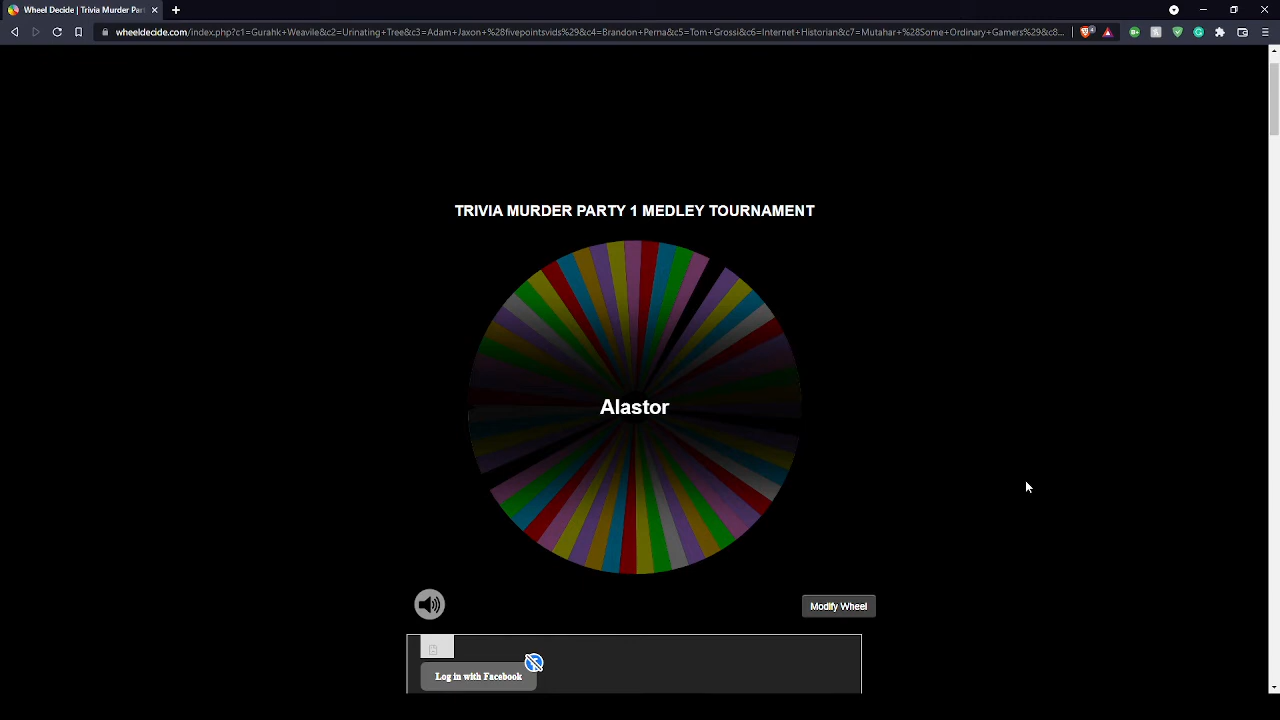 Wheel Decide | Trivia Murder Par
wheeldecide.com/index.php?c1=Gurahk+Weavile&c2=Urinating+Tree&c3=Adam+Jaxon+%28fivepointsvids%29&c4=Brandon+Perna&c5=Tom+Grossi&c6=Internet+Historian&c7=Mutahar+%28Some+Ordinary+Gamers%29&c8...
TRIVIA MURDER PARTY 1 MEDLEY TOURNAMENT
Alastor
Modify Wheel
Log in with Facebook